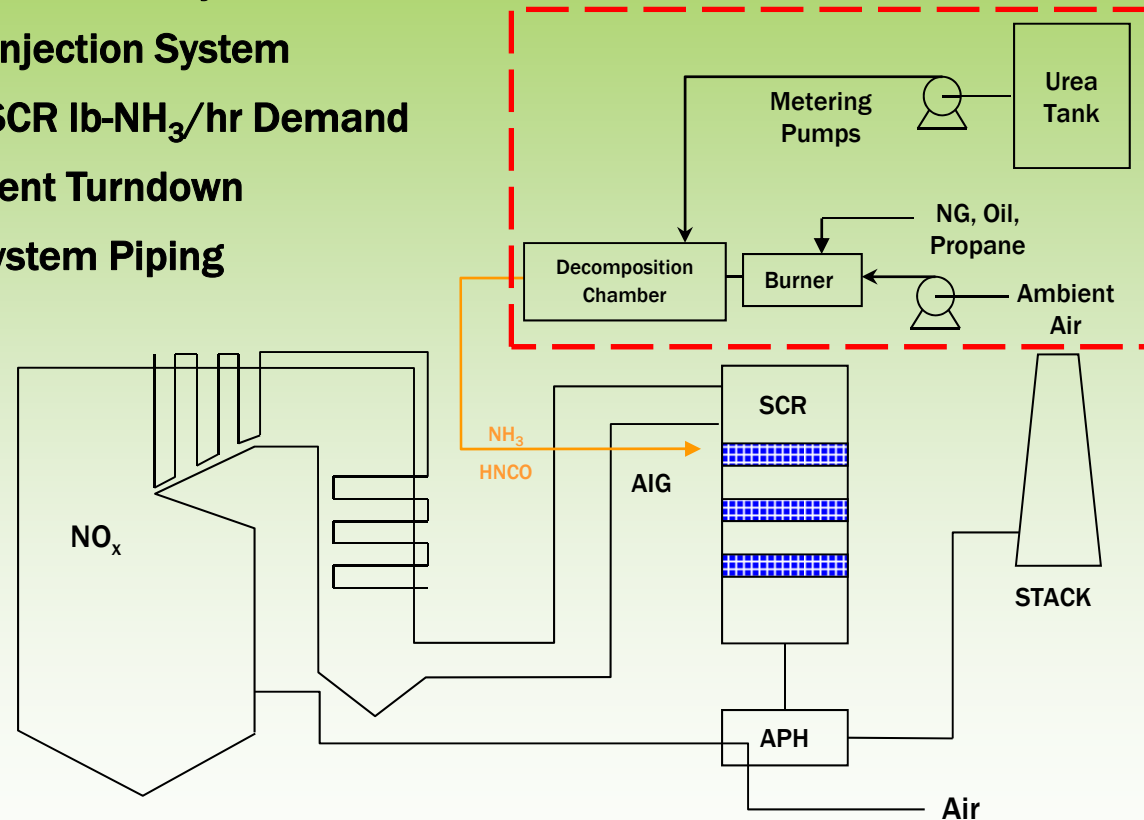 njection System
SCR lb-NH₃/hr Demand
ent Turndown
ystem Piping
Urea
Tank
Metering
Pumps
NG, Oil,
Propane
Decomposition
Chamber
Burner
Ambient
Air
SCR
NH₃
HNCO
AIG
NOₓ
STACK
APH
Air